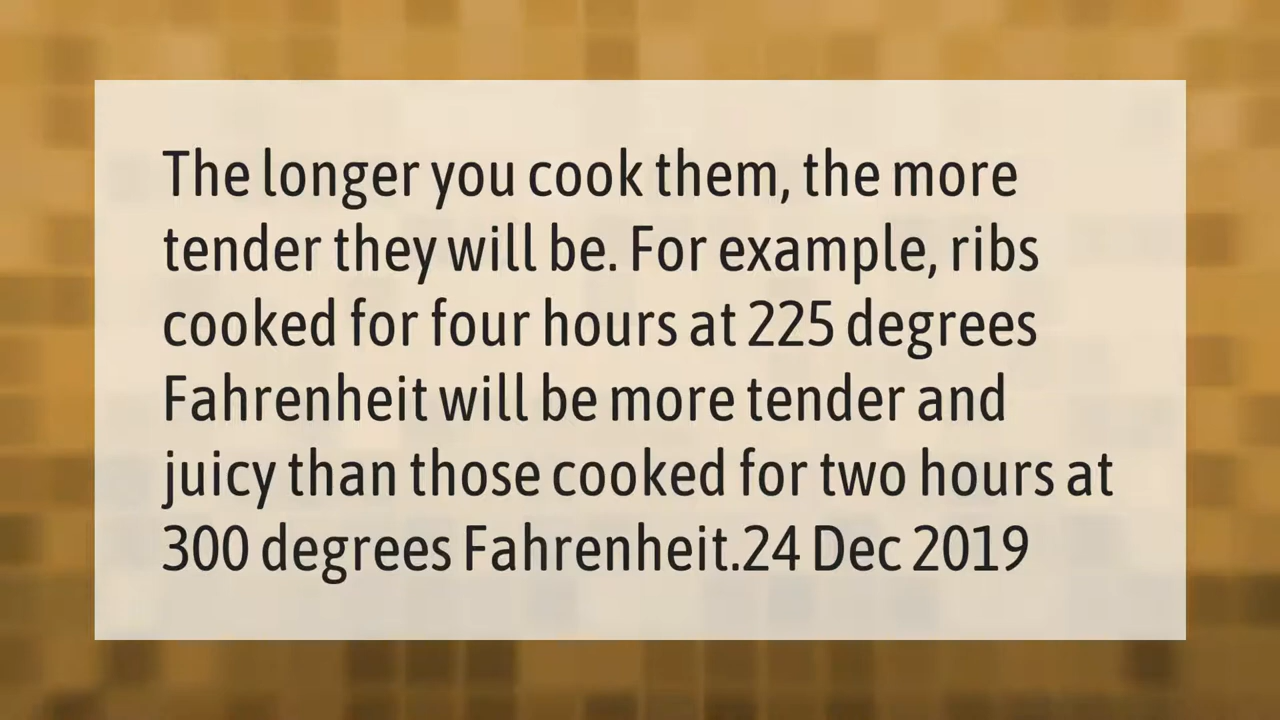 The longer you cook them, the more
tender they will be. For example, ribs
cooked for four hours at 225 degrees
Fahrenheit will be more tender and
juicy than those cooked for two hours at
300 degrees Fahrenheit.24 Dec 2019